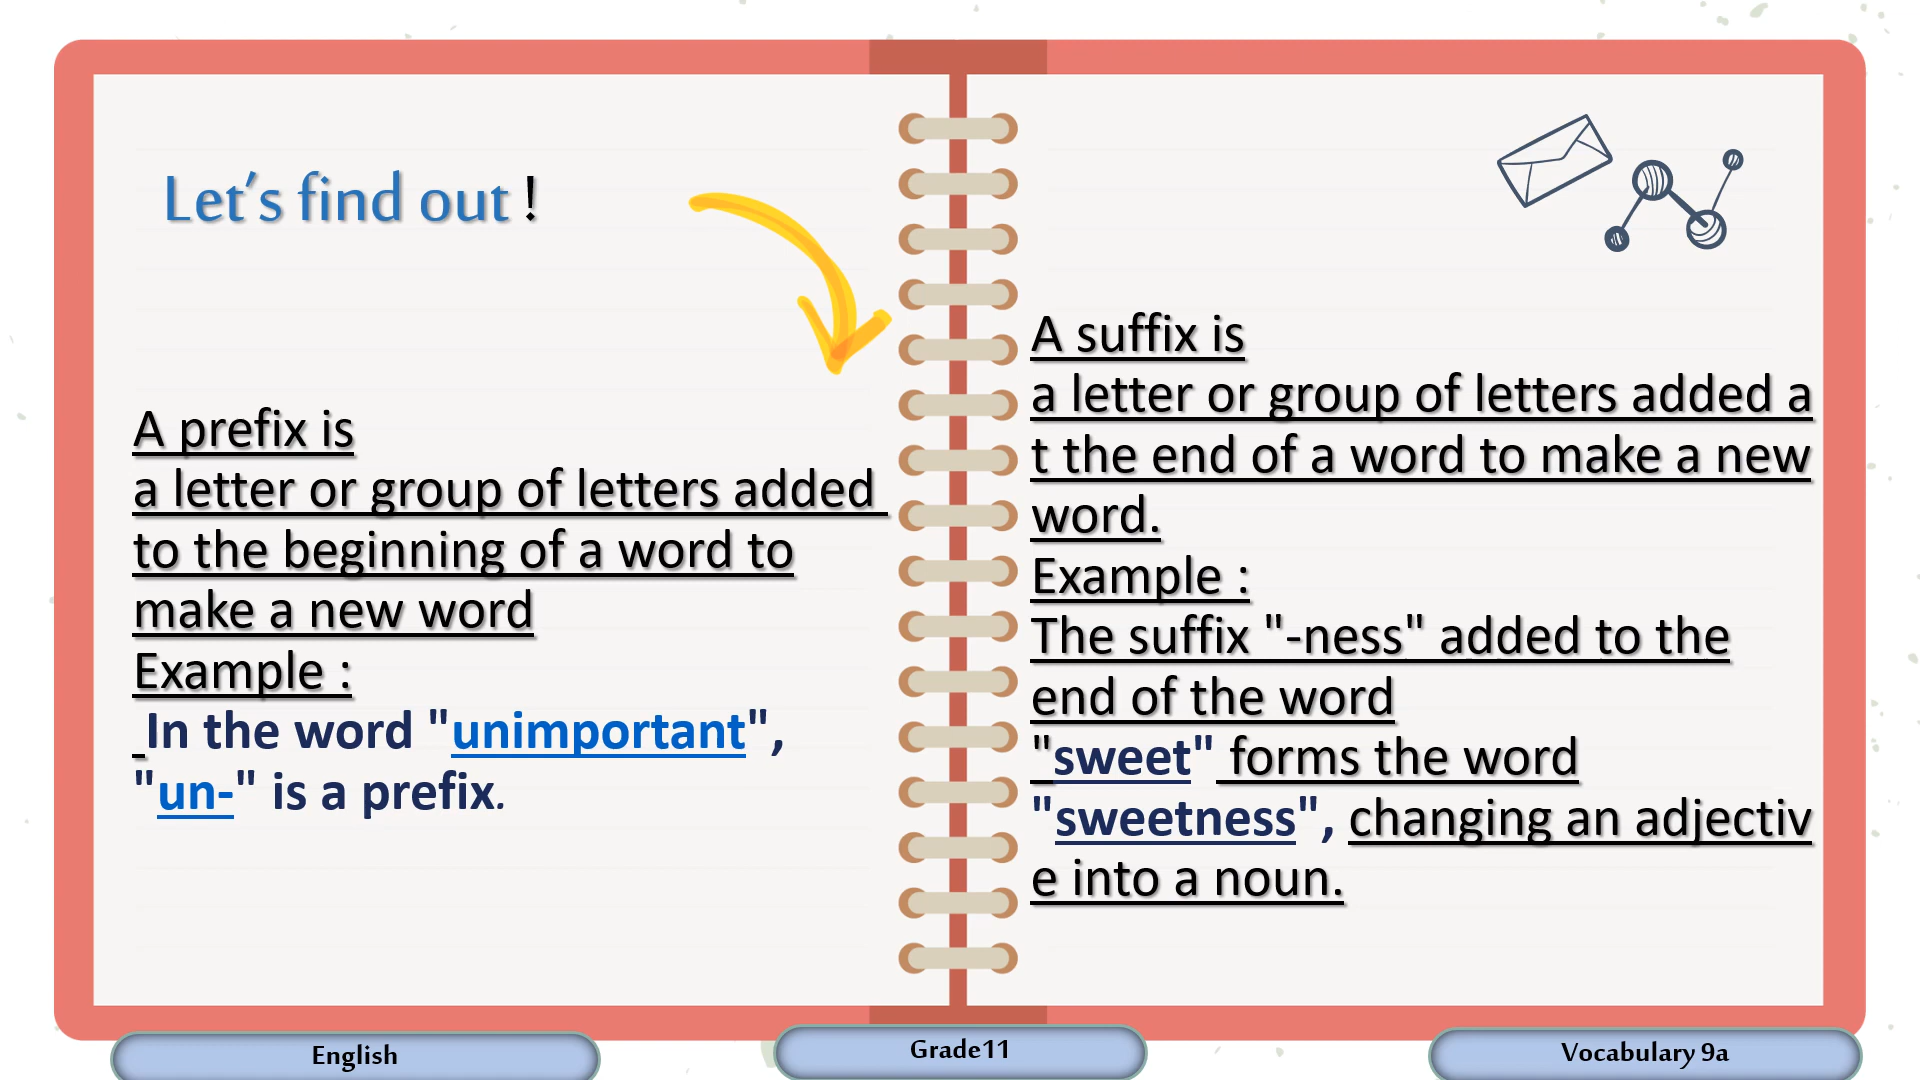 Let's find out !
A prefix is
a letter or group of letters added
to the beginning of a word to
make a new word
Example :
In the word "unimportant",
"un-" is a prefix.
A suffix is
a letter or group of letters added a
t the end of a word to make a new
word.
Example :
The suffix "-ness" added to the
end of the word
"sweet" forms the word
"sweetness", changing an adjectiv
e into a noun.
English
Grade11
Vocabulary 9a